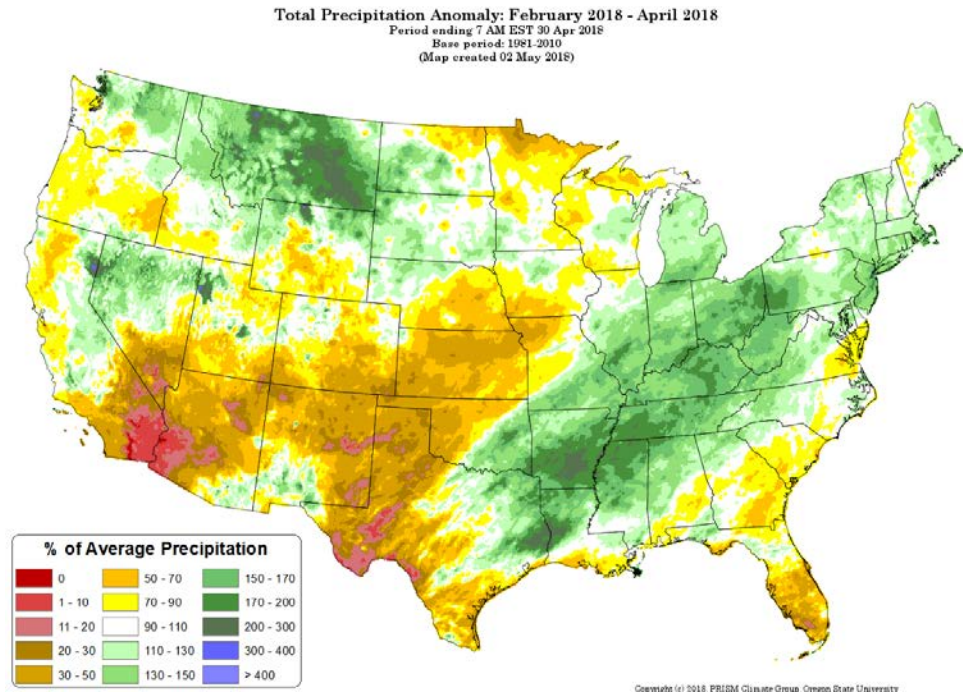 Total Precipitation Anomaly: February 2018 - April 2018
Period ending 7 AM EST 30 Apr 2018
Base period: 1981-2010
(Map created 02 May 2018)
% of Average Precipitation
0
1 - 10
11 - 20
20 - 30
30 - 50
50 - 70
70 - 90
90 - 110
110 - 130
130 - 150
150 - 170
170 - 200
200 - 300
300 - 400
> 400
Copyright (c) 2018, PRISM Climate Group, Oregon State University